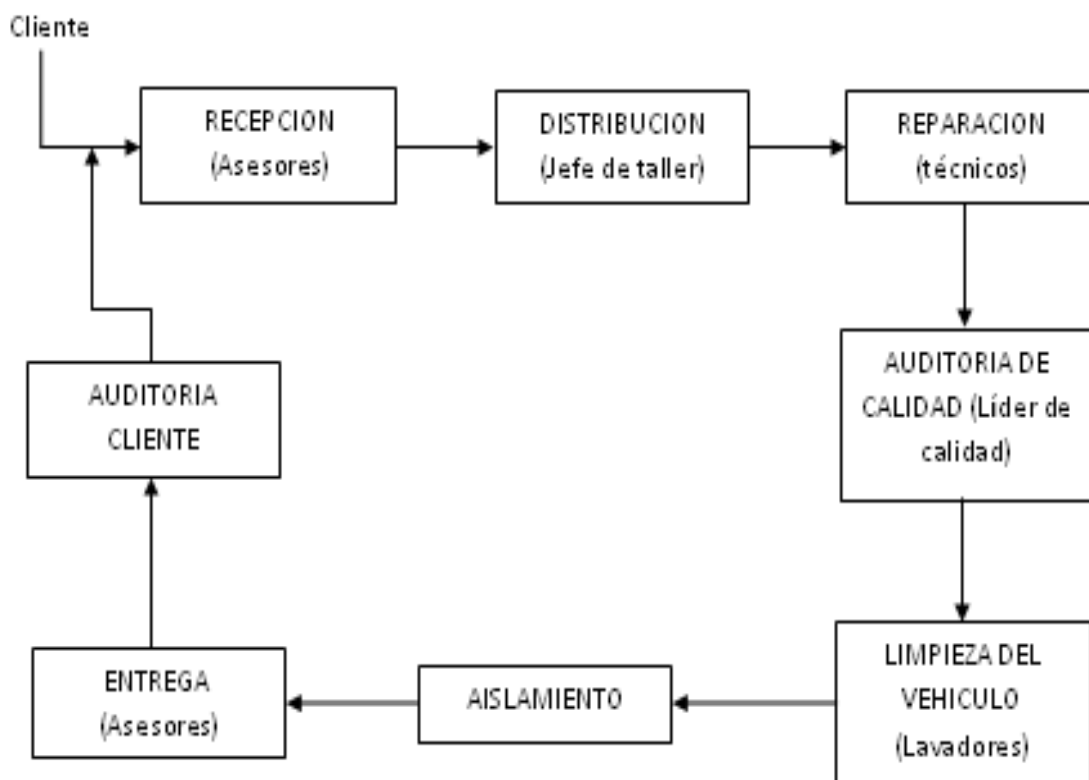 Cliente
RECEPCION
(Asesores)
DISTRIBUCION
(Jefe de taller)
REPARACION
(técnicos)
AUDITORIA DE
CALIDAD (Líder de
calidad)
LIMPIEZA DEL
VEHICULO
(Lavadores)
AISLAMIENTO
ENTREGA
(Asesores)
AUDITORIA
CLIENTE